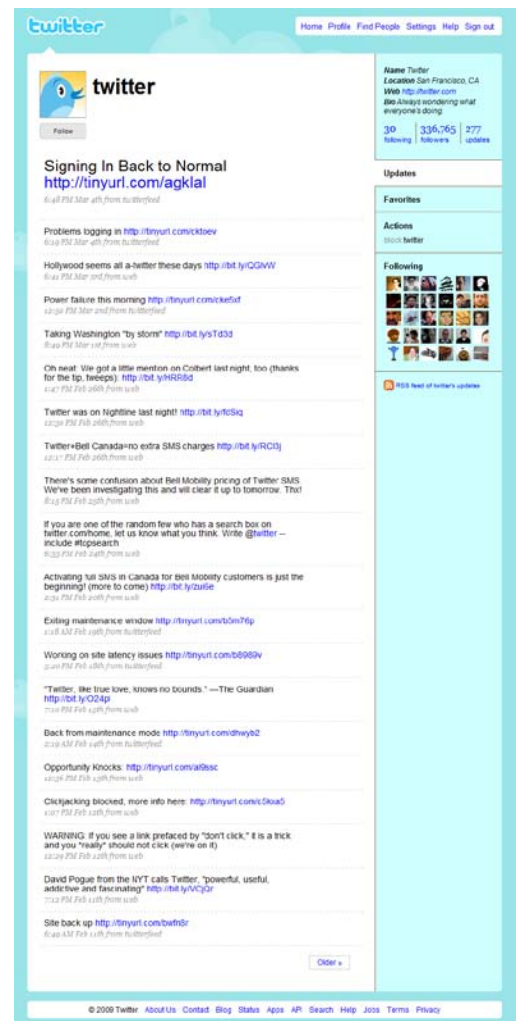 twitter
Home Profile Find People Settings Help Sign out
twitter
Follow
Signing In Back to Normal
http://tinyurl.com/agklal
6:48 PM Mar 4th from twitterfeed
Problems logging in http://tinyurl.com/cktoev
6:19 PM Mar 4th from twitterfeed
Hollywood seems all a-twitter these days http://bit.ly/QGlvW
6:41 PM Mar 3rd from web
Power failure this morning http://tinyurl.com/cke5xf
12:50 PM Mar 2nd from twitterfeed
Taking Washington "by storm" http://bit.ly/sTd3d
8:49 PM Mar 1st from web
Oh neat: We got a little mention on Colbert last night, too (thanks
for the tip, tweeps): http://bit.ly/HRR8d
1:47 PM Feb 26th from web
Twitter was on Nightline last night! http://bit.ly/fcSiq
12:30 PM Feb 26th from web
Twitter+Bell Canada=no extra SMS charges http://bit.ly/RCl3j
12:17 PM Feb 26th from web
There's some confusion about Bell Mobility pricing of Twitter SMS.
We've been investigating this and will clear it up tomorrow. Thx!
8:13 PM Feb 25th from web
If you are one of the random few who has a search box on
twitter.com/home, let us know what you think. Write @twitter --
include #topsearch
6:33 PM Feb 24th from web
Activating full SMS in Canada for Bell Mobility customers is just the
beginning! (more to come) http://bit.ly/zui6e
2:31 PM Feb 20th from web
Exiting maintenance window http://tinyurl.com/b5m76p
1:18 AM Feb 19th from twitterfeed
Working on site latency issues http://tinyurl.com/b8989v
5:40 PM Feb 18th from twitterfeed
"Twitter, like true love, knows no bounds." —The Guardian
http://bit.ly/O24pi
7:10 PM Feb 15th from web
Back from maintenance mode http://tinyurl.com/dhwyb2
2:19 AM Feb 14th from twitterfeed
Opportunity Knocks: http://tinyurl.com/al9ssc
12:56 PM Feb 13th from web
Clickjacking blocked, more info here: http://tinyurl.com/c5kxa5
1:07 PM Feb 12th from web
WARNING: if you see a link prefaced by "don't click," it is a trick
and you *really* should not click (we're on it)
12:29 PM Feb 12th from web
David Pogue from the NYT calls Twitter, "powerful, useful,
addictive and fascinating" http://bit.ly/VCjQr
7:12 PM Feb 11th from web
Site back up http://tinyurl.com/bwfn8r
6:49 AM Feb 11th from twitterfeed
Older »
Name Twitter
Location San Francisco, CA
Web http://twitter.com
Bio Always wondering what
everyone's doing.
30 336,765 277
following followers updates
Updates
Favorites
Actions
block twitter
Following
RSS feed of twitter's updates
© 2009 Twitter About Us Contact Blog Status Apps API Search Help Jobs Terms Privacy